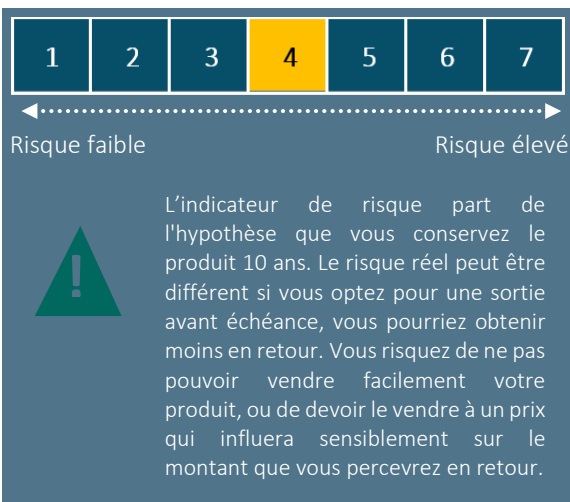 1 2 3 4 5 6 7
Risque faible Risque élevé
L’indicateur de risque part de
l'hypothèse que vous conservez le
produit 10 ans. Le risque réel peut être
différent si vous optez pour une sortie
avant échéance, vous pourriez obtenir
moins en retour. Vous risquez de ne pas
pouvoir vendre facilement votre
produit, ou de devoir le vendre à un prix
qui influera sensiblement sur le
montant que vous percevrez en retour.
!